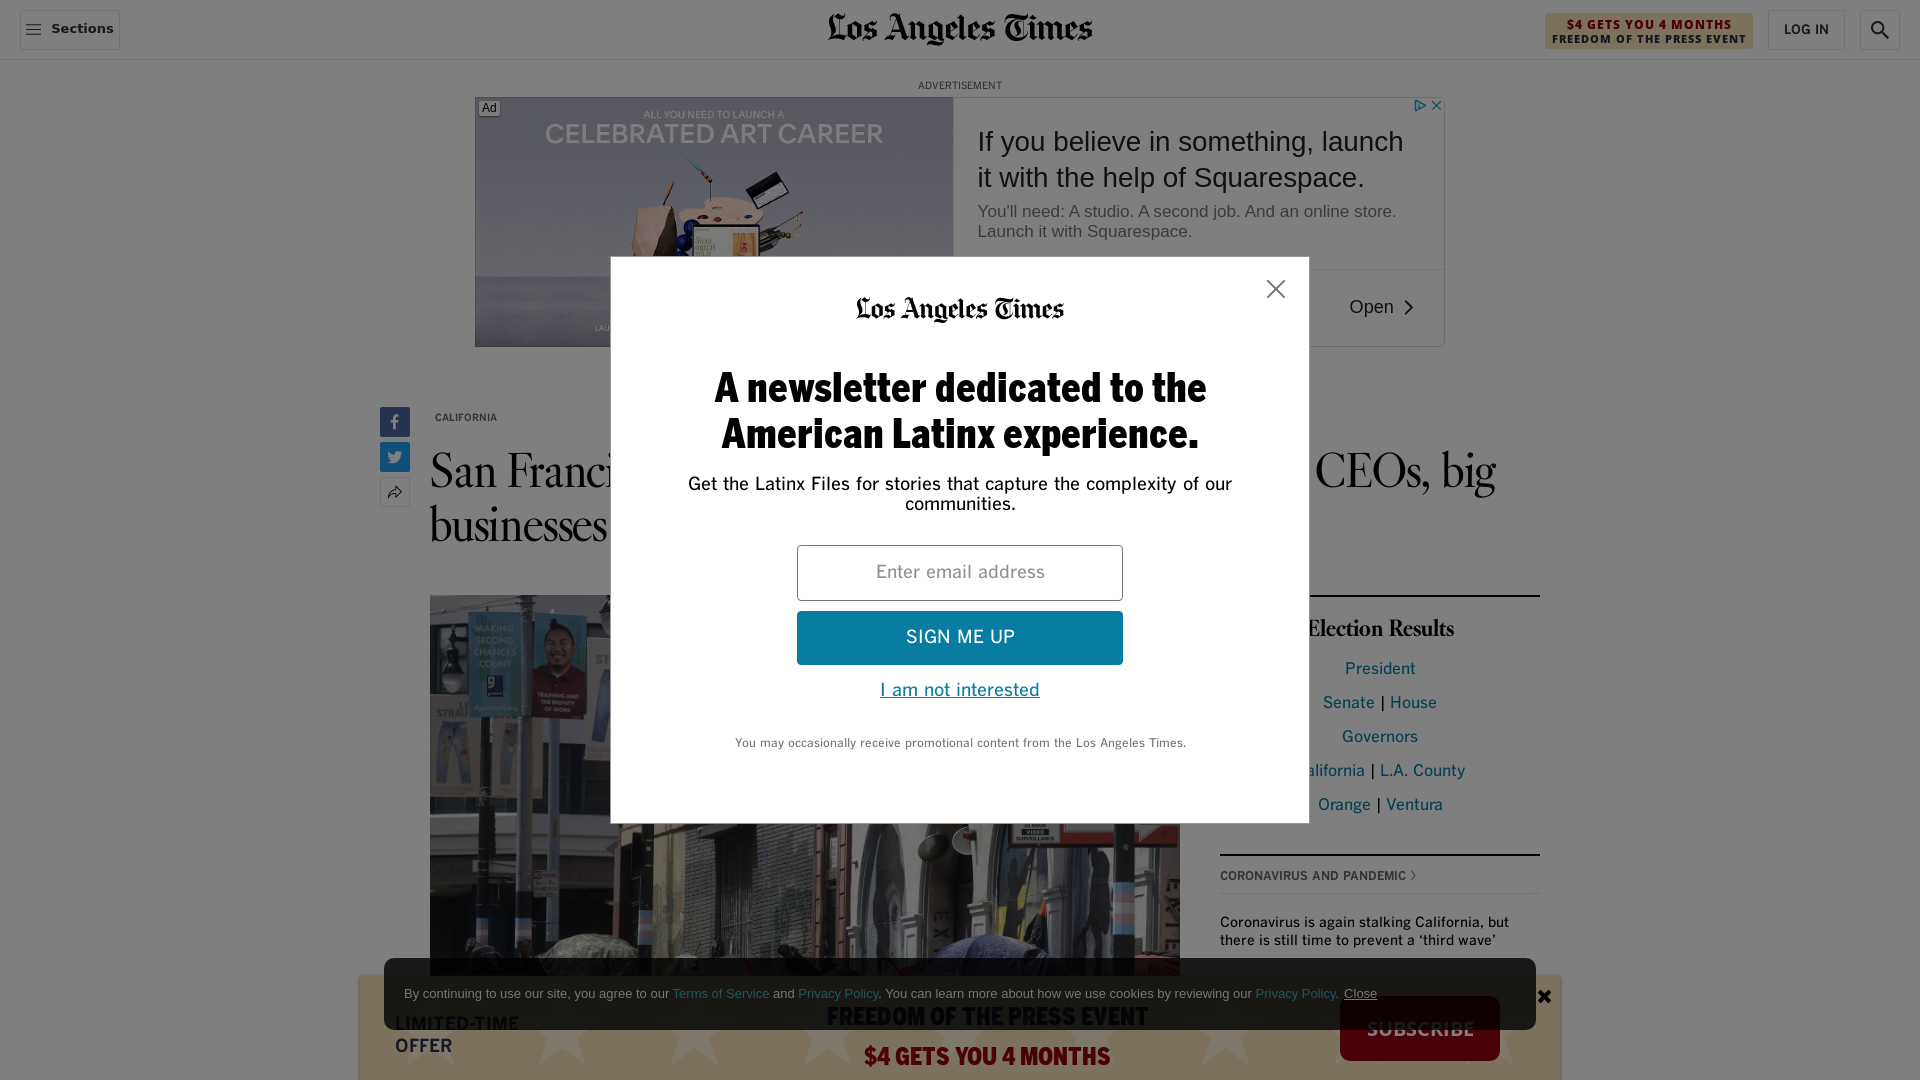 Sections
Los Angeles Times
$4 GETS YOU 4 MONTHS
FREEDOM OF THE PRESS EVENT
LOG IN
ADVERTISEMENT
Ad
ALL YOU NEED TO LAUNCH A
CELEBRATED ART CAREER
If you believe in something, launch
it with the help of Squarespace.
You'll need: A studio. A second job. And an online store.
Launch it with Squarespace.
Open
Los Angeles Times
A newsletter dedicated to the
American Latinx experience.
Get the Latinx Files for stories that capture the complexity of our
communities.
Enter email address
SIGN ME UP
I am not interested
You may occasionally receive promotional content from the Los Angeles Times.
CALIFORNIA
San Franci
CEOs, big
businesses
MAKING
SECOND
CHANCES
COUNT
TRAINING AND
THE DIGNITY
OF WORK
VIDEO
SURVEILLANCE
Election Results
President
Senate | House
Governors
alifornia | L.A. County
Orange | Ventura
CORONAVIRUS AND PANDEMIC
Coronavirus is again stalking California, but
there is still time to prevent a ‘third wave’
By continuing to use our site, you agree to our Terms of Service and Privacy Policy. You can learn more about how we use cookies by reviewing our Privacy Policy. Close
LIMITED-TIME
OFFER
FREEDOM OF THE PRESS EVENT
$4 GETS YOU 4 MONTHS
SUBSCRIBE